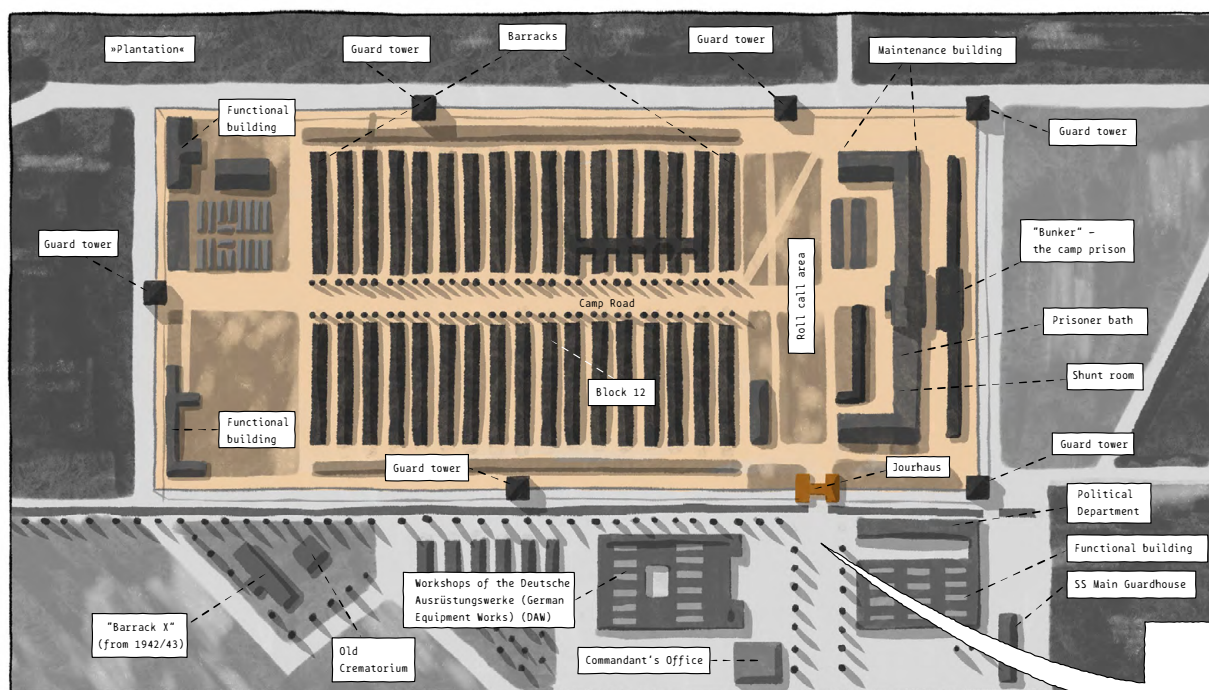 »Plantation«
Guard tower
Barracks
Guard tower
Maintenance building
Functional
building
Guard tower
Guard tower
"Bunker" –
the camp prison
Roll call area
Camp Road
Prisoner bath
Shunt room
Block 12
Functional
building
Guard tower
Guard tower
Jourhaus
Political
Department
Functional building
SS Main Guardhouse
Workshops of the Deutsche
Ausrüstungswerke (German
Equipment Works) (DAW)
"Barrack X"
(from 1942/43)
Old
Crematorium
Commandant's Office